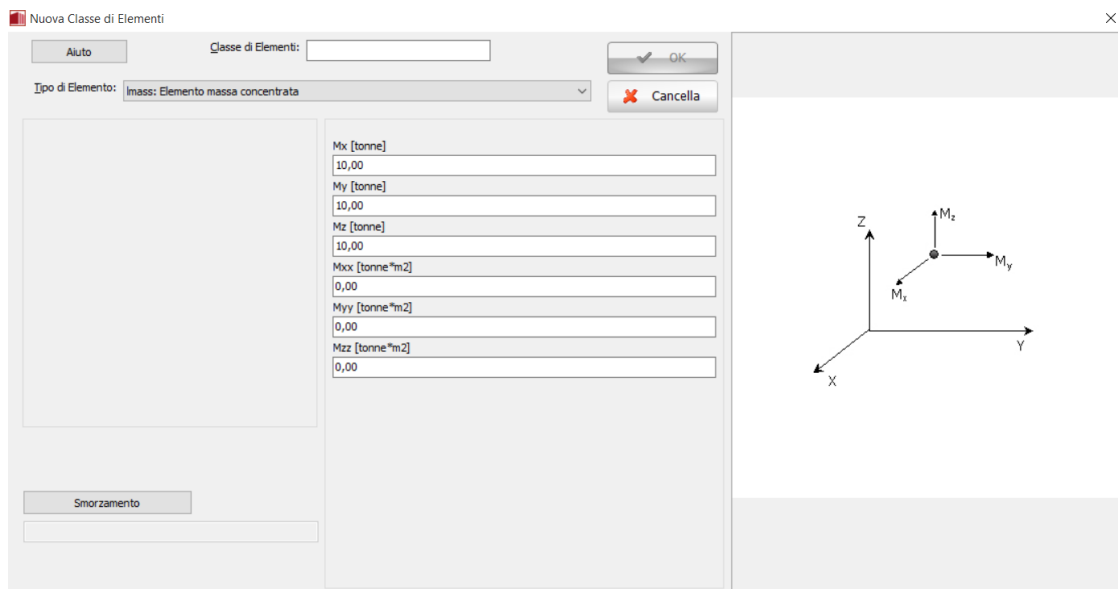 Nuova Classe di Elementi
Aiuto
Classe di Elementi:
OK
Tipo di Elemento: lmass: Elemento massa concentrata
Cancella
Mx [tonne]
10,00
My [tonne]
10,00
Mz [tonne]
10,00
Mxx [tonne*m2]
0,00
Myy [tonne*m2]
0,00
Mzz [tonne*m2]
0,00
Smorzamento
Z
Mz
My
Mx
Y
X